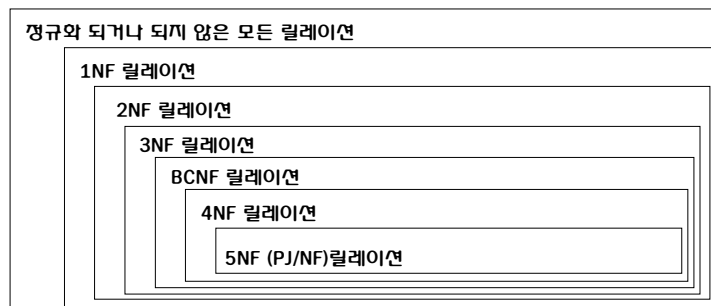 정규화 되거나 되지 않은 모든 릴레이션
1NF 릴레이션
2NF 릴레이션
3NF 릴레이션
BCNF 릴레이션
4NF 릴레이션
5NF (PJ/NF)릴레이션